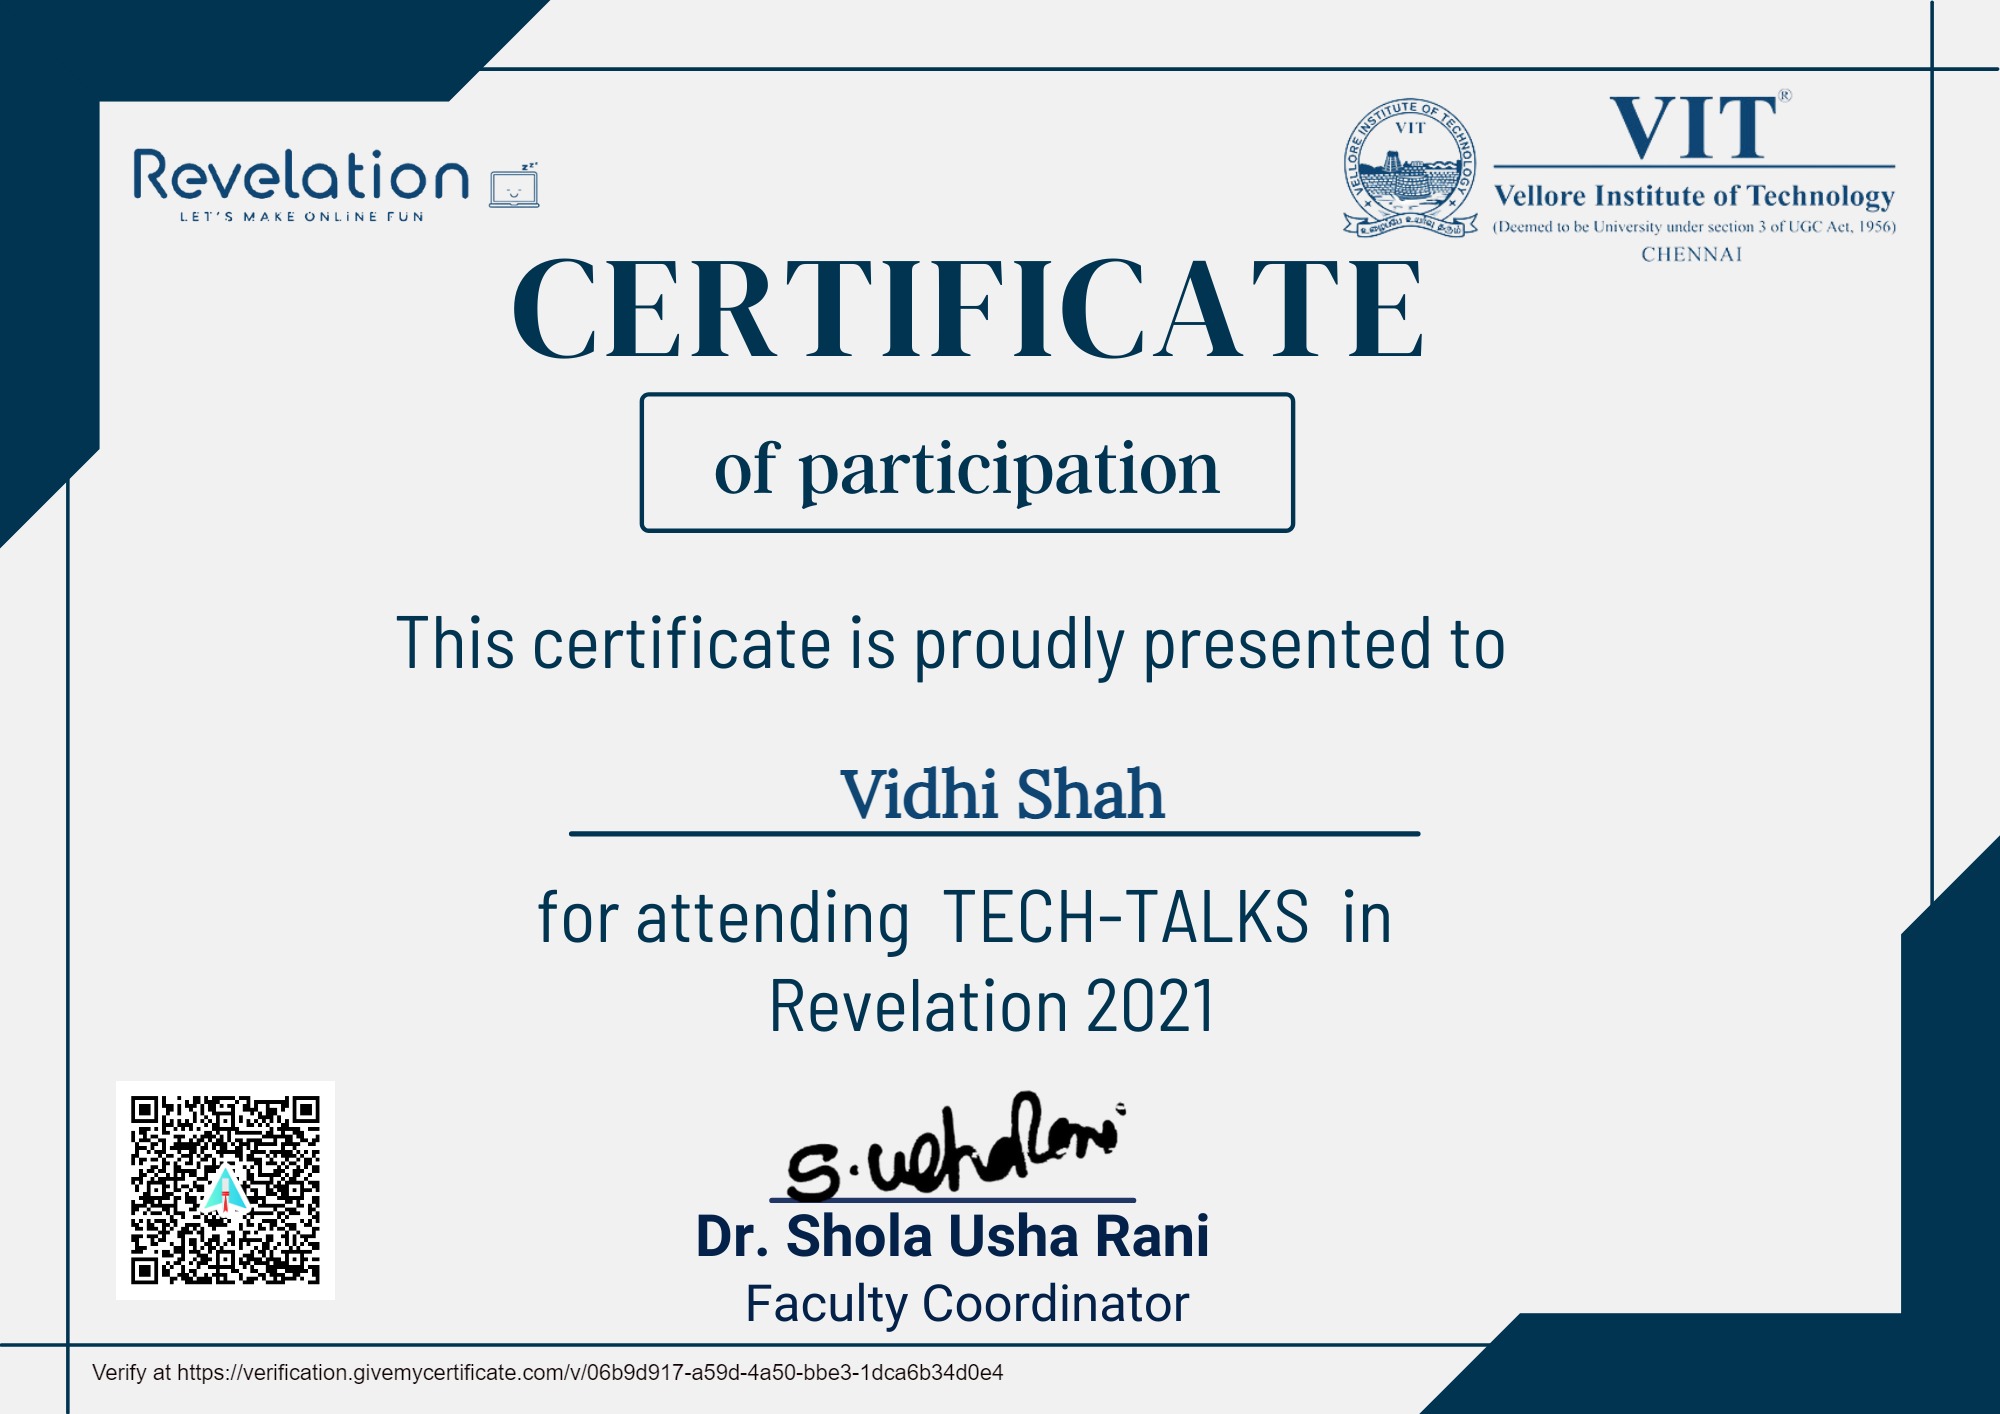 Revelation
LET'S MAKE ONLINE FUN
VELLORE INSTITUTE OF TECHNOLOGY
VIT
VIT®
Vellore Institute of Technology
(Deemed to be University under section 3 of UGC Act, 1956)
CHENNAI
CERTIFICATE
of participation
This certificate is proudly presented to
Vidhi Shah
for attending TECH-TALKS in
Revelation 2021
S. Usha Rani
Dr. Shola Usha Rani
Faculty Coordinator
Verify at https://verification.givemycertificate.com/v/06b9d917-a59d-4a50-bbe3-1dca6b34d0e4